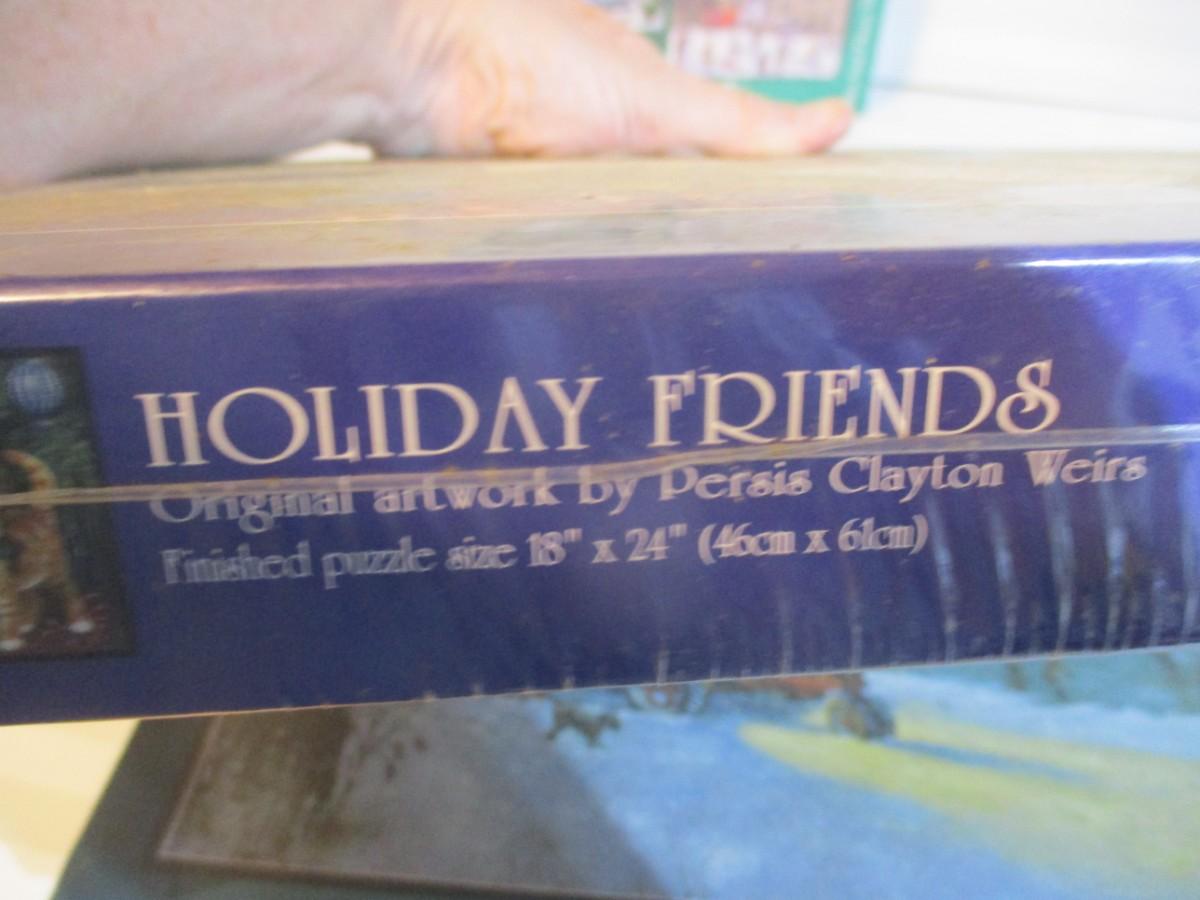 HOLIDAY FRIENDS
Original artwork by Persis Clayton Weirs
Finished puzzle size 18" x 24" (46cm x 61cm)